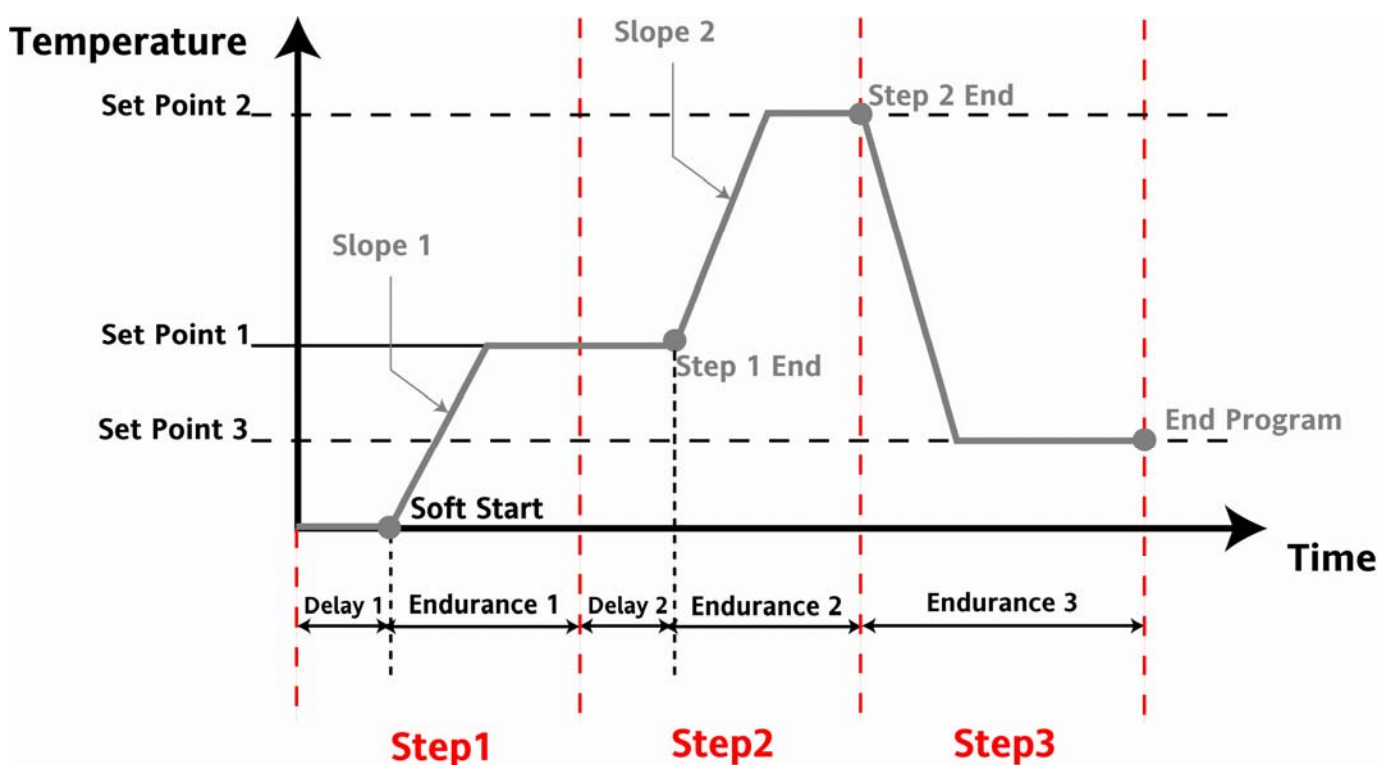 Temperature
Slope 2
Set Point 2
Step 2 End
Slope 1
Set Point 1
Step 1 End
Set Point 3
End Program
Soft Start
Time
Delay 1
Endurance 1
Delay 2
Endurance 2
Endurance 3
Step1
Step2
Step3